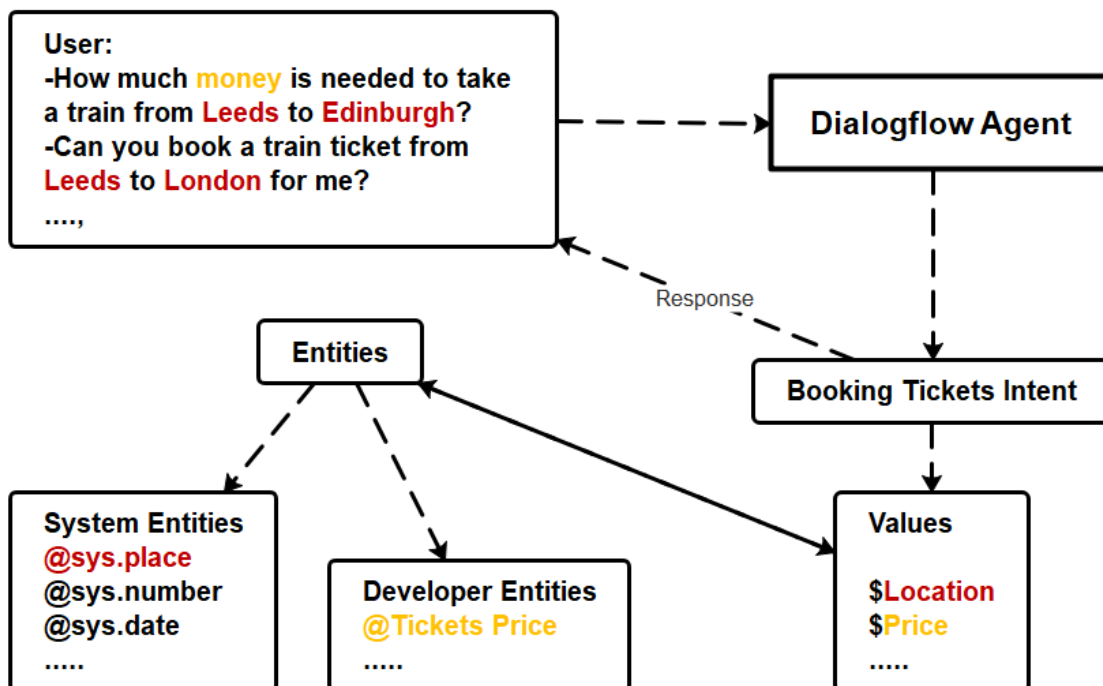 User:
-How much money is needed to take
a train from Leeds to Edinburgh?
-Can you book a train ticket from
Leeds to London for me?
....,
Dialogflow Agent
Response
Entities
Booking Tickets Intent
System Entities
@sys.place
@sys.number
@sys.date
.....
Developer Entities
@Tickets Price
.....
Values
$Location
$Price
.....